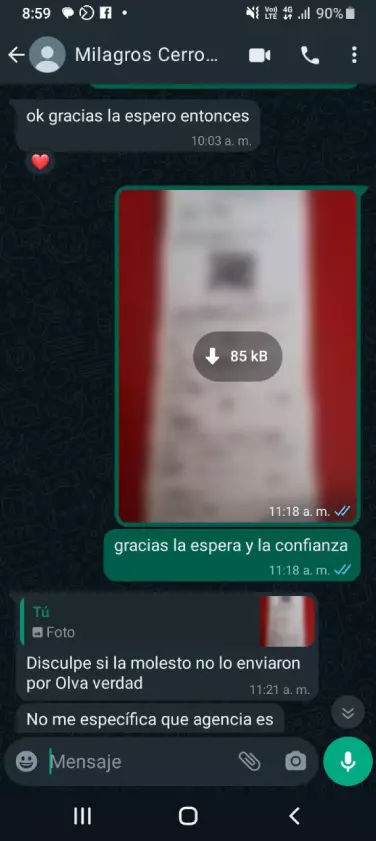 8:59
Vo) 4G
LTE
90%
Milagros Cerro...
ok gracias la espero entonces
10:03 a. m.
85 kB
11:18 a. m.
gracias la espera y la confianza
11:18 a. m.
Tú
Foto
Disculpe si la molesto no lo enviaron
por Olva verdad
11:21 a. m.
No me específica que agencia es
Mensaje